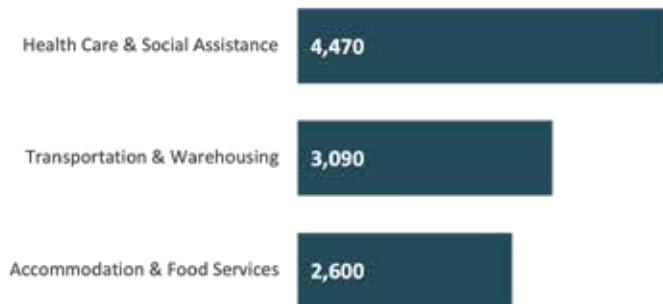 Health Care & Social Assistance 4,470
Transportation & Warehousing 3,090
Accommodation & Food Services 2,600